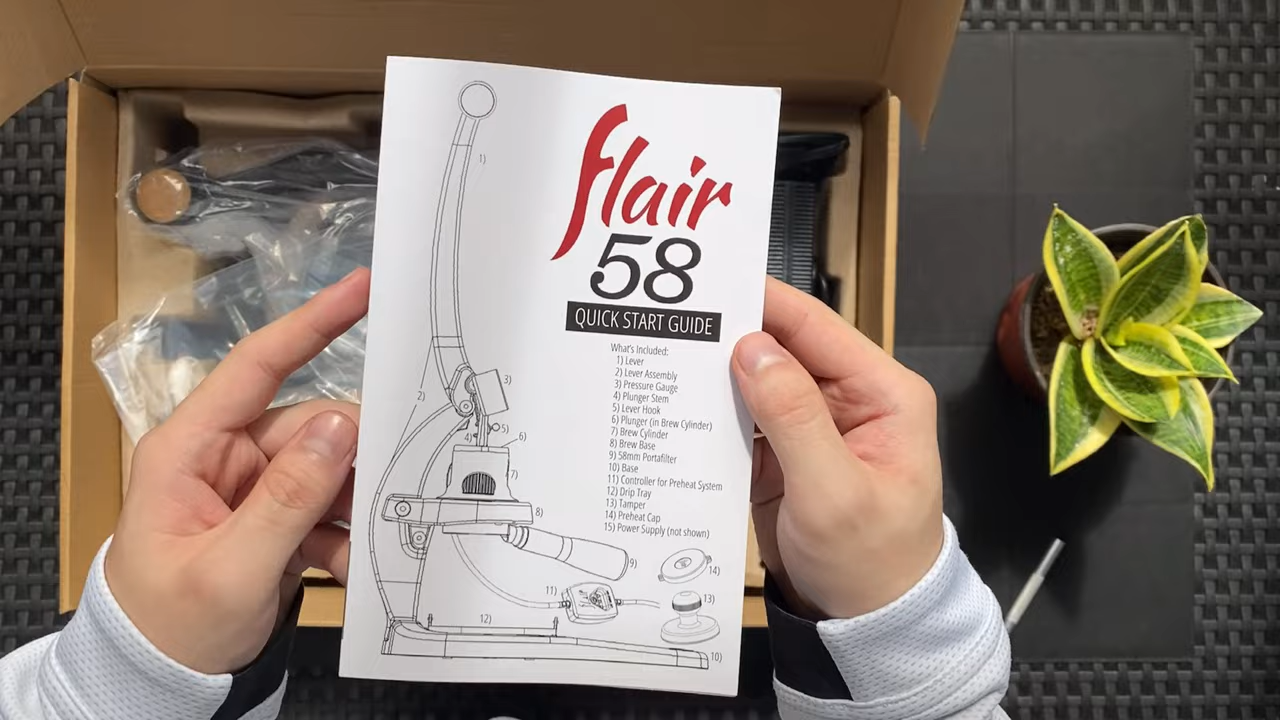 flair
58
QUICK START GUIDE
What's Included:
1) Lever
2) Lever Assembly
3) Pressure Gauge
4) Plunger Stem
5) Lever Hook
6) Plunger (in Brew Cylinder)
7) Brew Cylinder
8) Brew Base
9) 58mm Portafilter
10) Base
11) Controller for Preheat System
12) Drip Tray
13) Tamper
14) Preheat Cap
15) Power Supply (not shown)
1)
2)
3)
4)
5)
6)
7)
8)
9)
14)
11)
13)
12)
10)